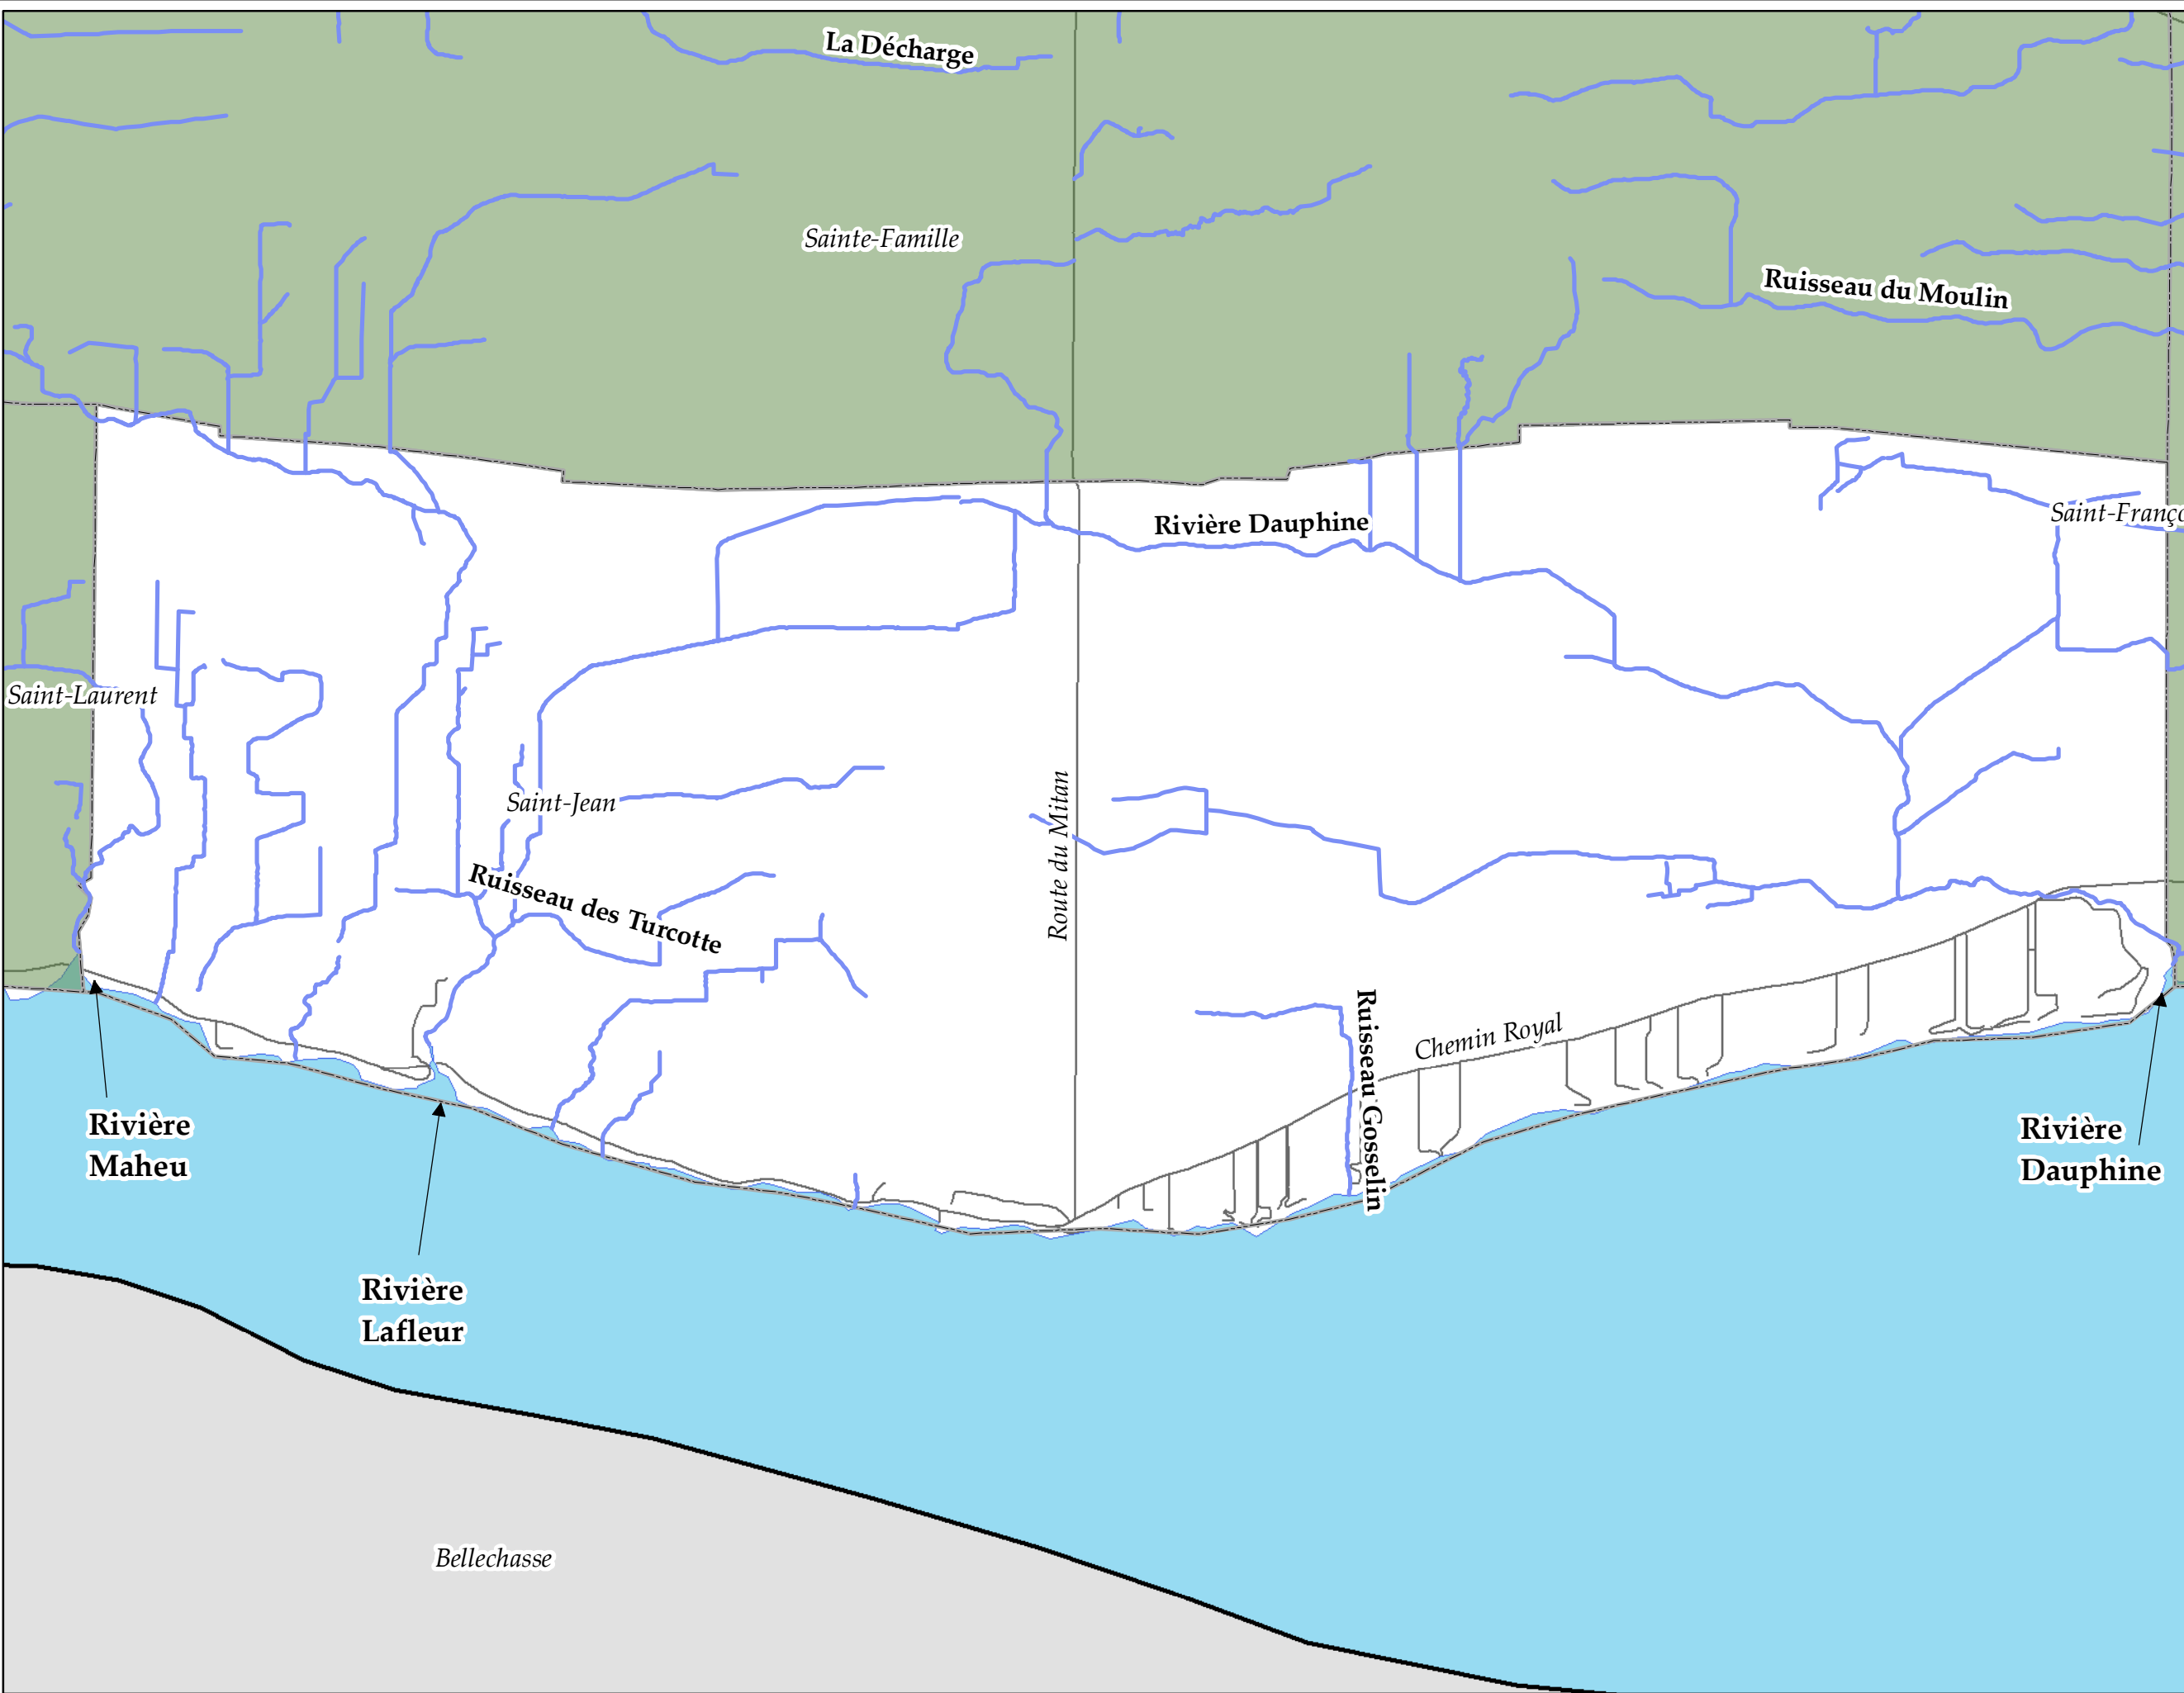 La Décharge
Sainte-Famille
Ruisseau du Moulin
Rivière Dauphine
Saint-Franço
Saint-Laurent
Saint-Jean
Route du Mitan
Ruisseau des Turcotte
Ruisseau Gosselin
Chemin Royal
Rivière
Maheu
Rivière
Dauphine
Rivière
Lafleur
Bellechasse